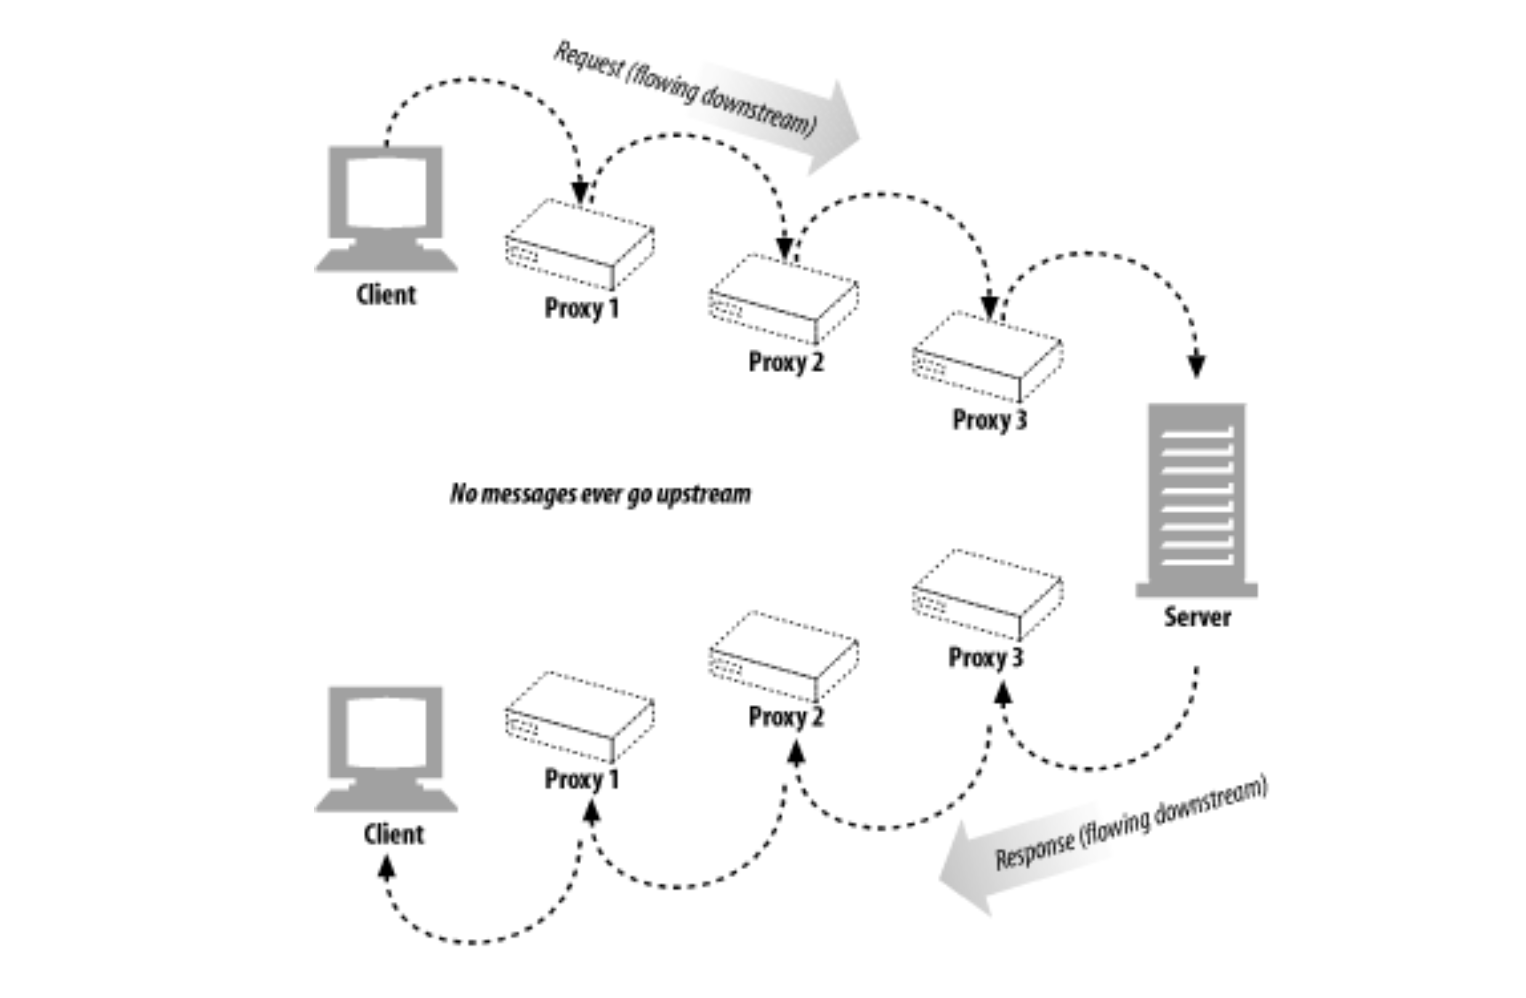 Request (flowing downstream)
Client
Proxy 1
Proxy 2
Proxy 3
No messages ever go upstream
Server
Proxy 3
Proxy 2
Proxy 1
Client
Response (flowing downstream)